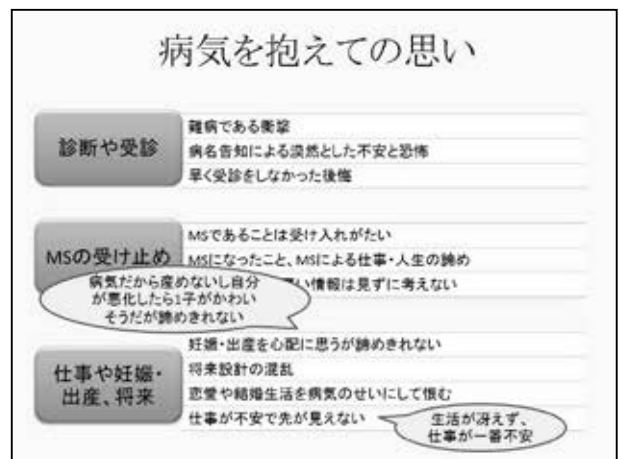 病気を抱えての思い
診断や受診
難病である衝撃
病名告知による漠然とした不安と恐怖
早く受診をしなかった後悔
MSの受け止め
MSであることは受け入れがたい
MSになったこと、MSによる仕事・人生の諦め
い情報は見ずに考えない
病気だから産めないし自分
が悪化したら1子がかわい
そうだが諦めきれない
仕事や妊娠・
出産、将来
妊娠・出産を心配に思うが諦めきれない
将来設計の混乱
恋愛や結婚生活を病気のせいにして恨む
仕事が不安で先が見えない
生活が冴えず、
仕事が一番不安